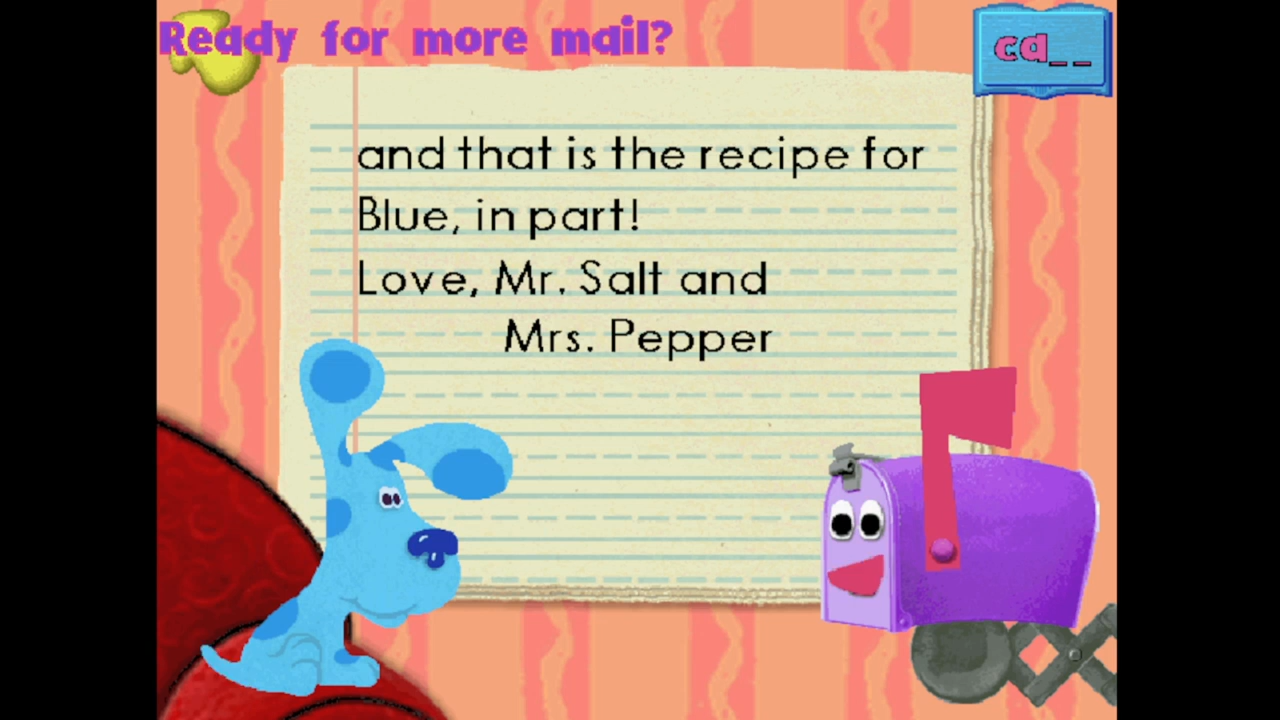 Ready for more mail?
ca__
and that is the recipe for
Blue, in part!
Love, Mr. Salt and
Mrs. Pepper